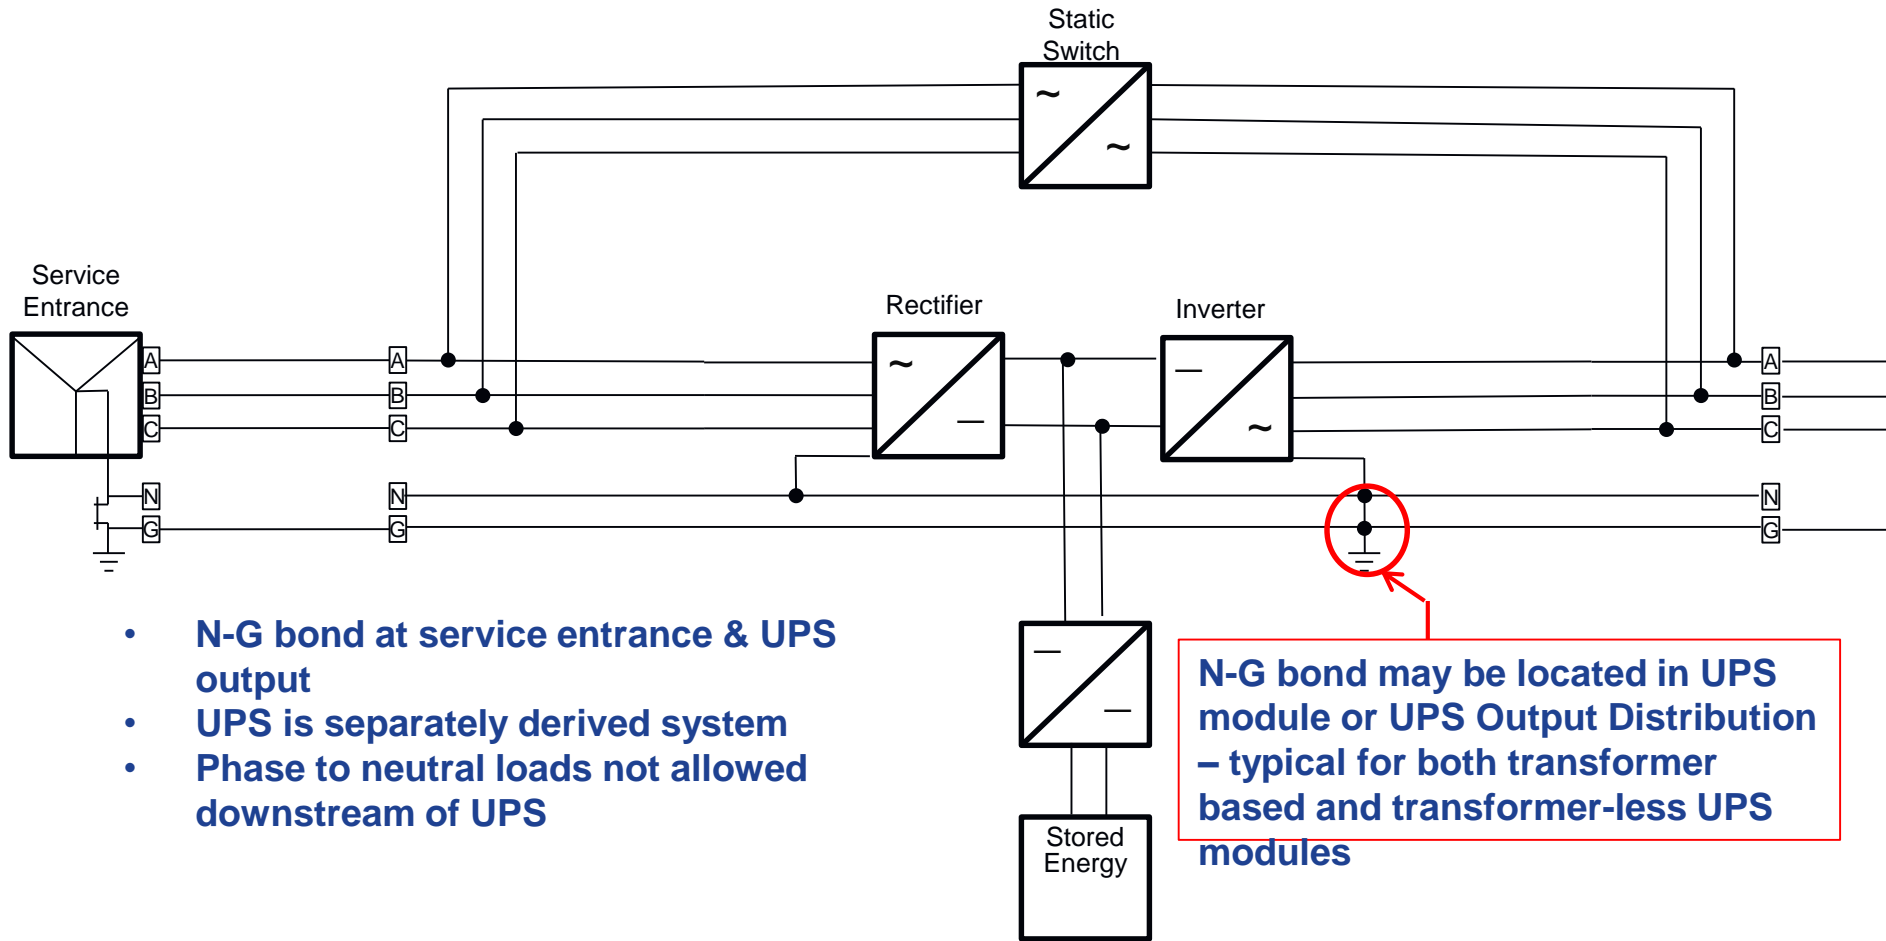 Static
Switch
~
~
Service
Entrance
Rectifier
Inverter
A
A
A
B
B
B
C
C
C
~
—
—
~
N
N
N
G
G
G
• N-G bond at service entrance & UPS
output
• UPS is separately derived system
• Phase to neutral loads not allowed
downstream of UPS
—
—
Stored
Energy
N-G bond may be located in UPS
module or UPS Output Distribution
– typical for both transformer
based and transformer-less UPS
modules